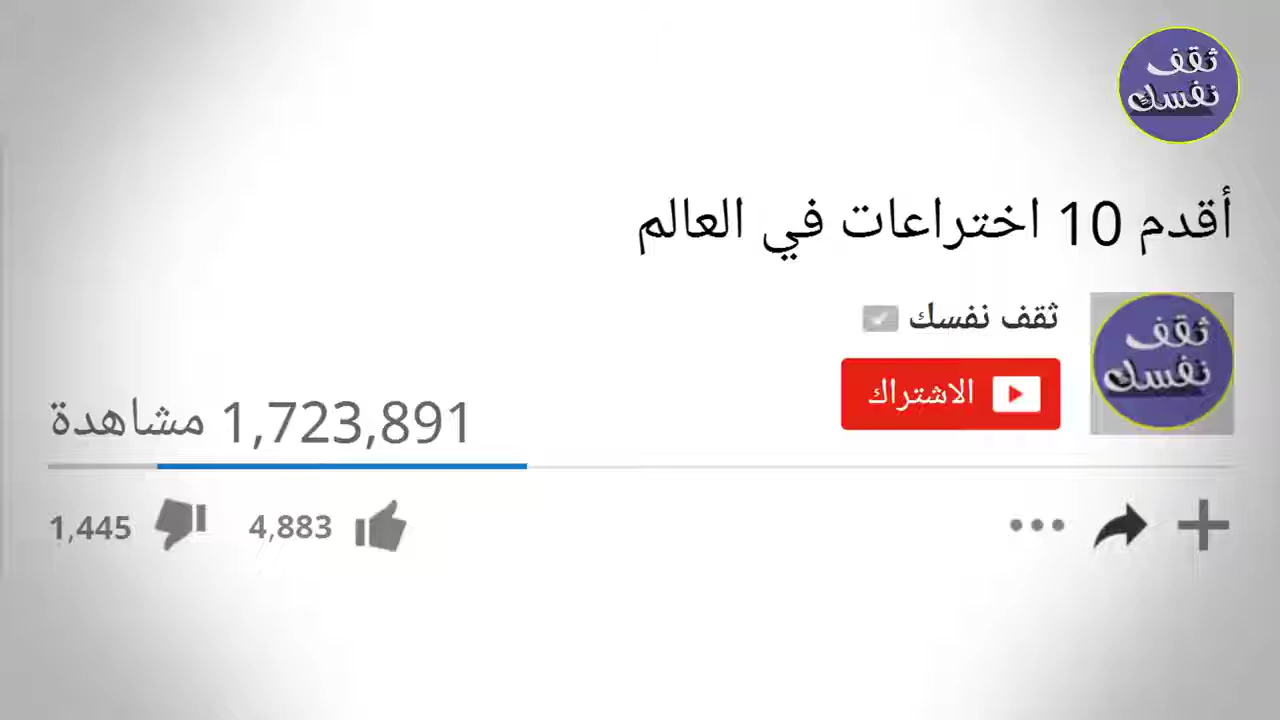 ثقف
نفسك
أقدم 10 اختراعات في العالم
ثقف نفسك
ثقف
نفسك
الاشتراك
1,723,891 مشاهدة
4,883
1,445